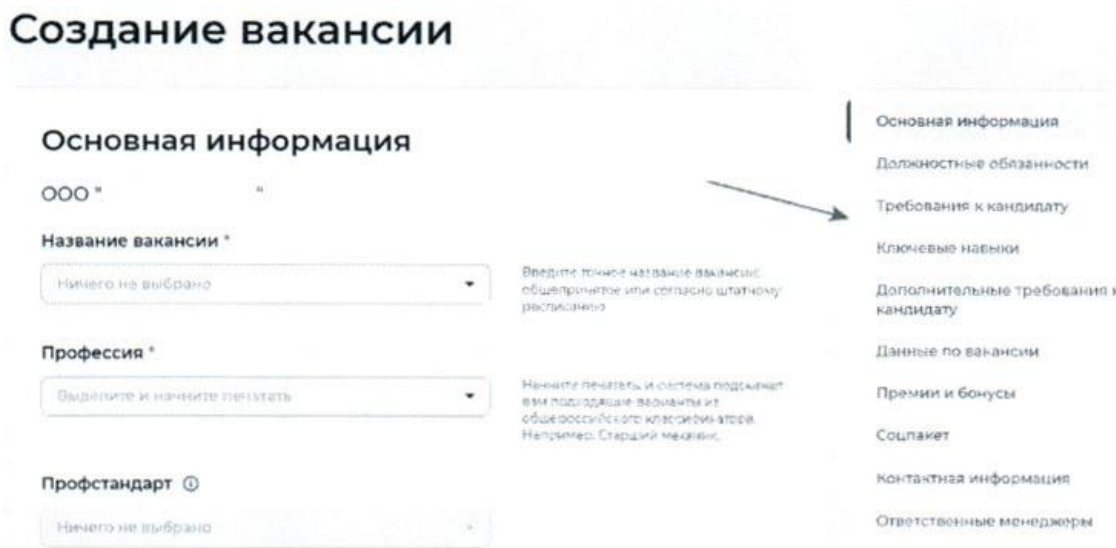 Создание вакансии
Основная информация
ООО " "
Название вакансии *
Ничего не выбрано
Введите точное название вакансии:
общепринятое или согласно штатному
расписанию
Профессия *
Выделите и начните печатать
Начните печатать, и система подскажет
вам подходящие варианты из
общероссийского классификатора.
Например, Старший механик.
Профстандарт
Ничего не выбрано
Основная информация
Должностные обязанности
Требования к кандидату
Ключевые навыки
Дополнительные требования к
кандидату
Данные по вакансии
Премии и бонусы
Соцпакет
Контактная информация
Ответственные менеджеры